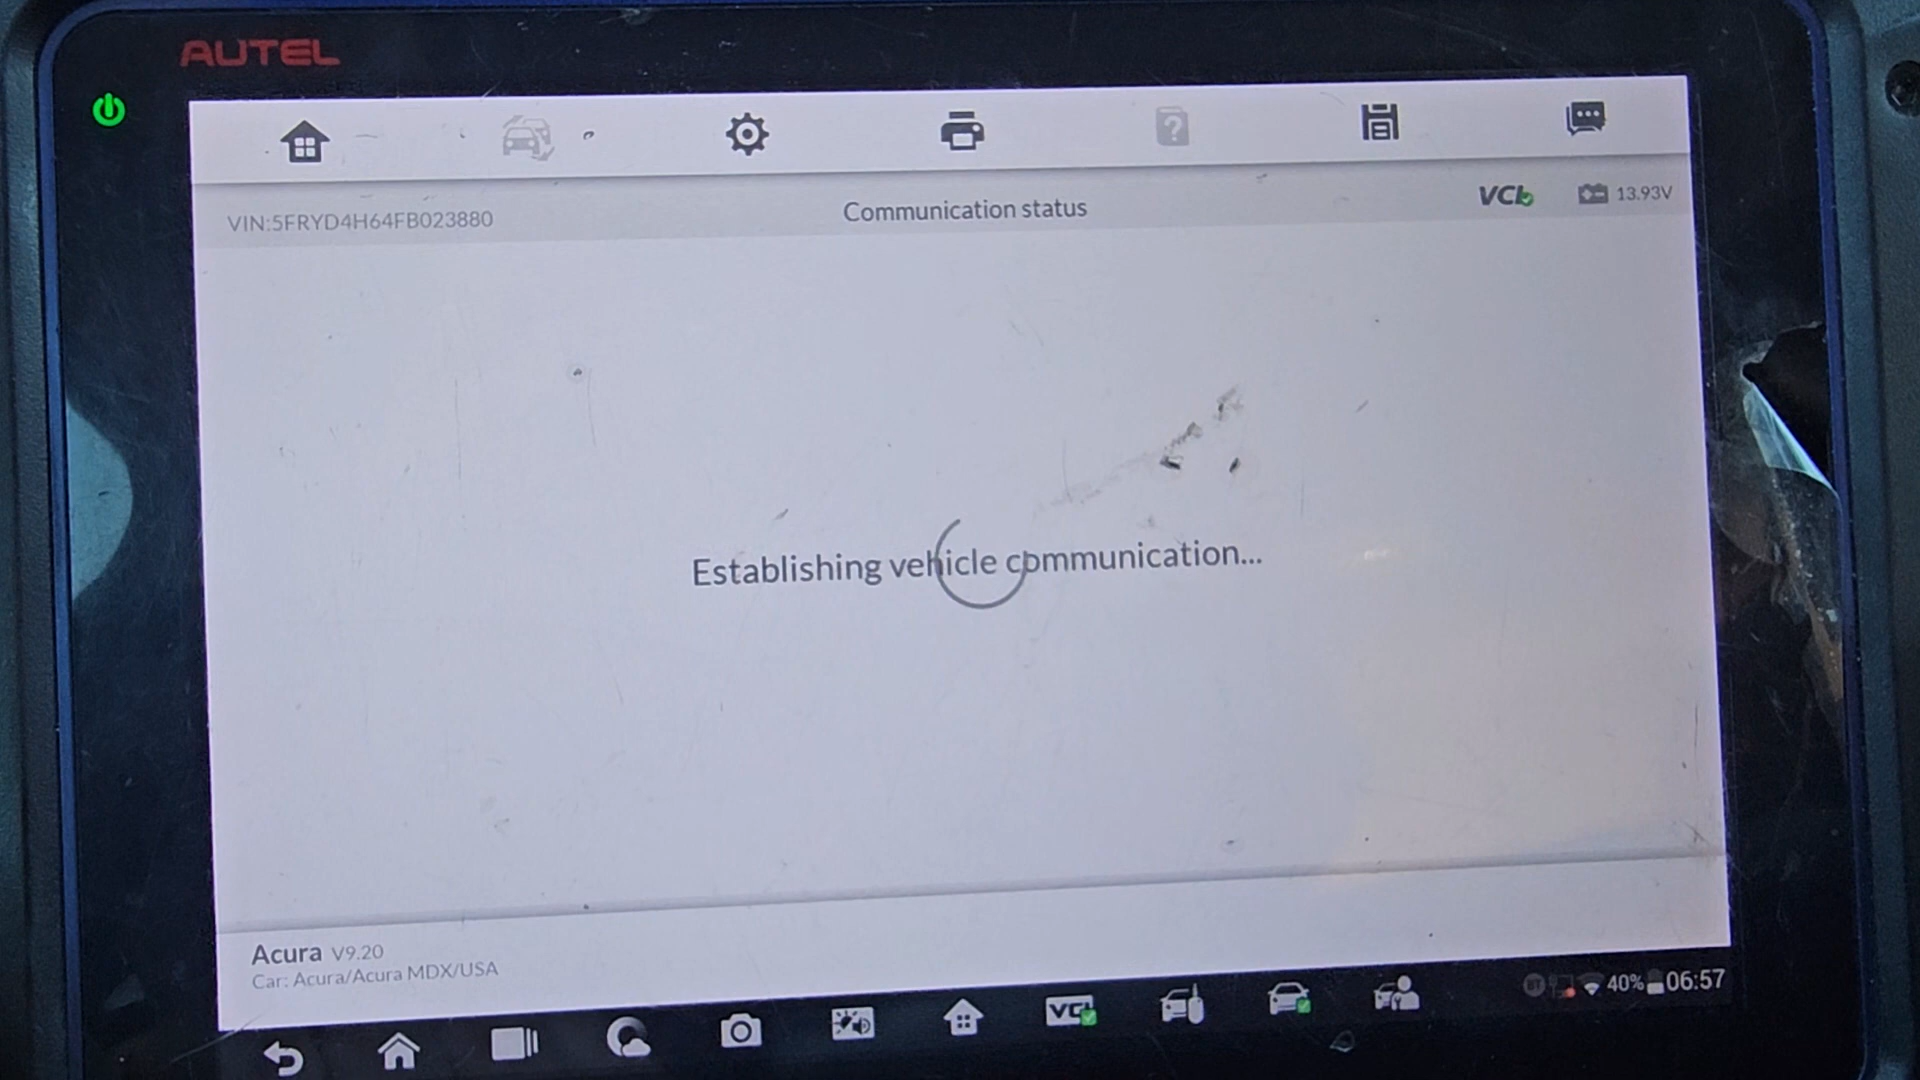 AUTEL
VIN:5FRYD4H64FB023880
Communication status
VCI
13.93V
Establishing vehicle communication...
Acura V9.20
Car: Acura/Acura MDX/USA
VCI
40%
06:57